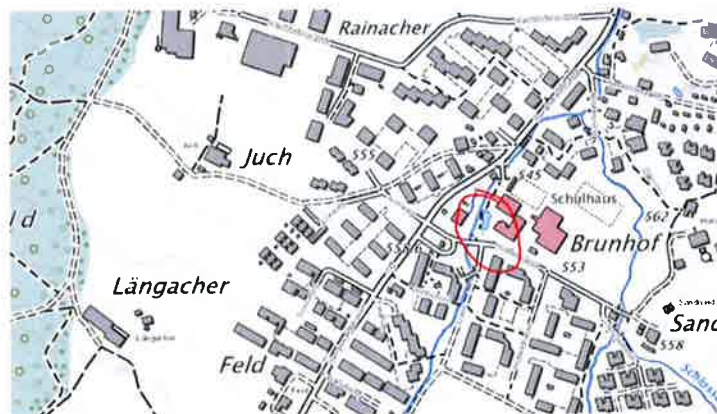 Rainacher
Juch
555
545
Schulhaus
562
Brunhof
553
Längacher
Sand
558
Feld